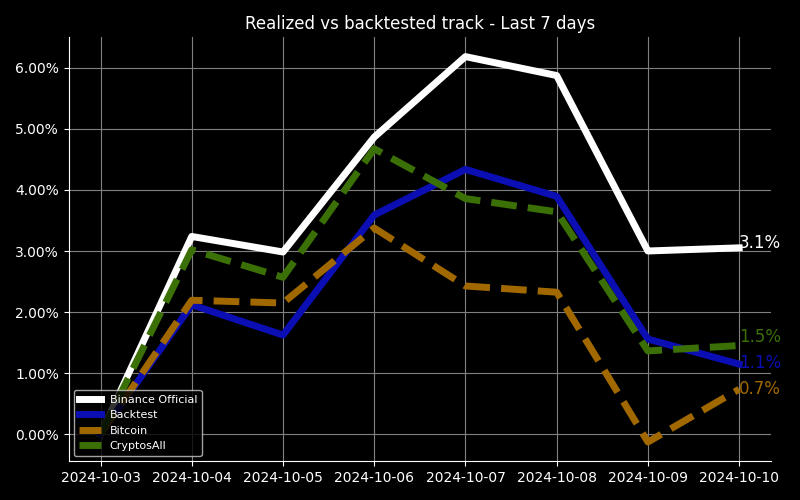 Realized vs backtested track - Last 7 days
6.00%
5.00%
4.00%
3.00%
2.00%
1.00%
0.00%
3.1%
1.5%
1.1%
0.7%
Binance Official
Backtest
Bitcoin
CryptosAll
2024-10-03 2024-10-04 2024-10-05 2024-10-06 2024-10-07 2024-10-08 2024-10-09 2024-10-10